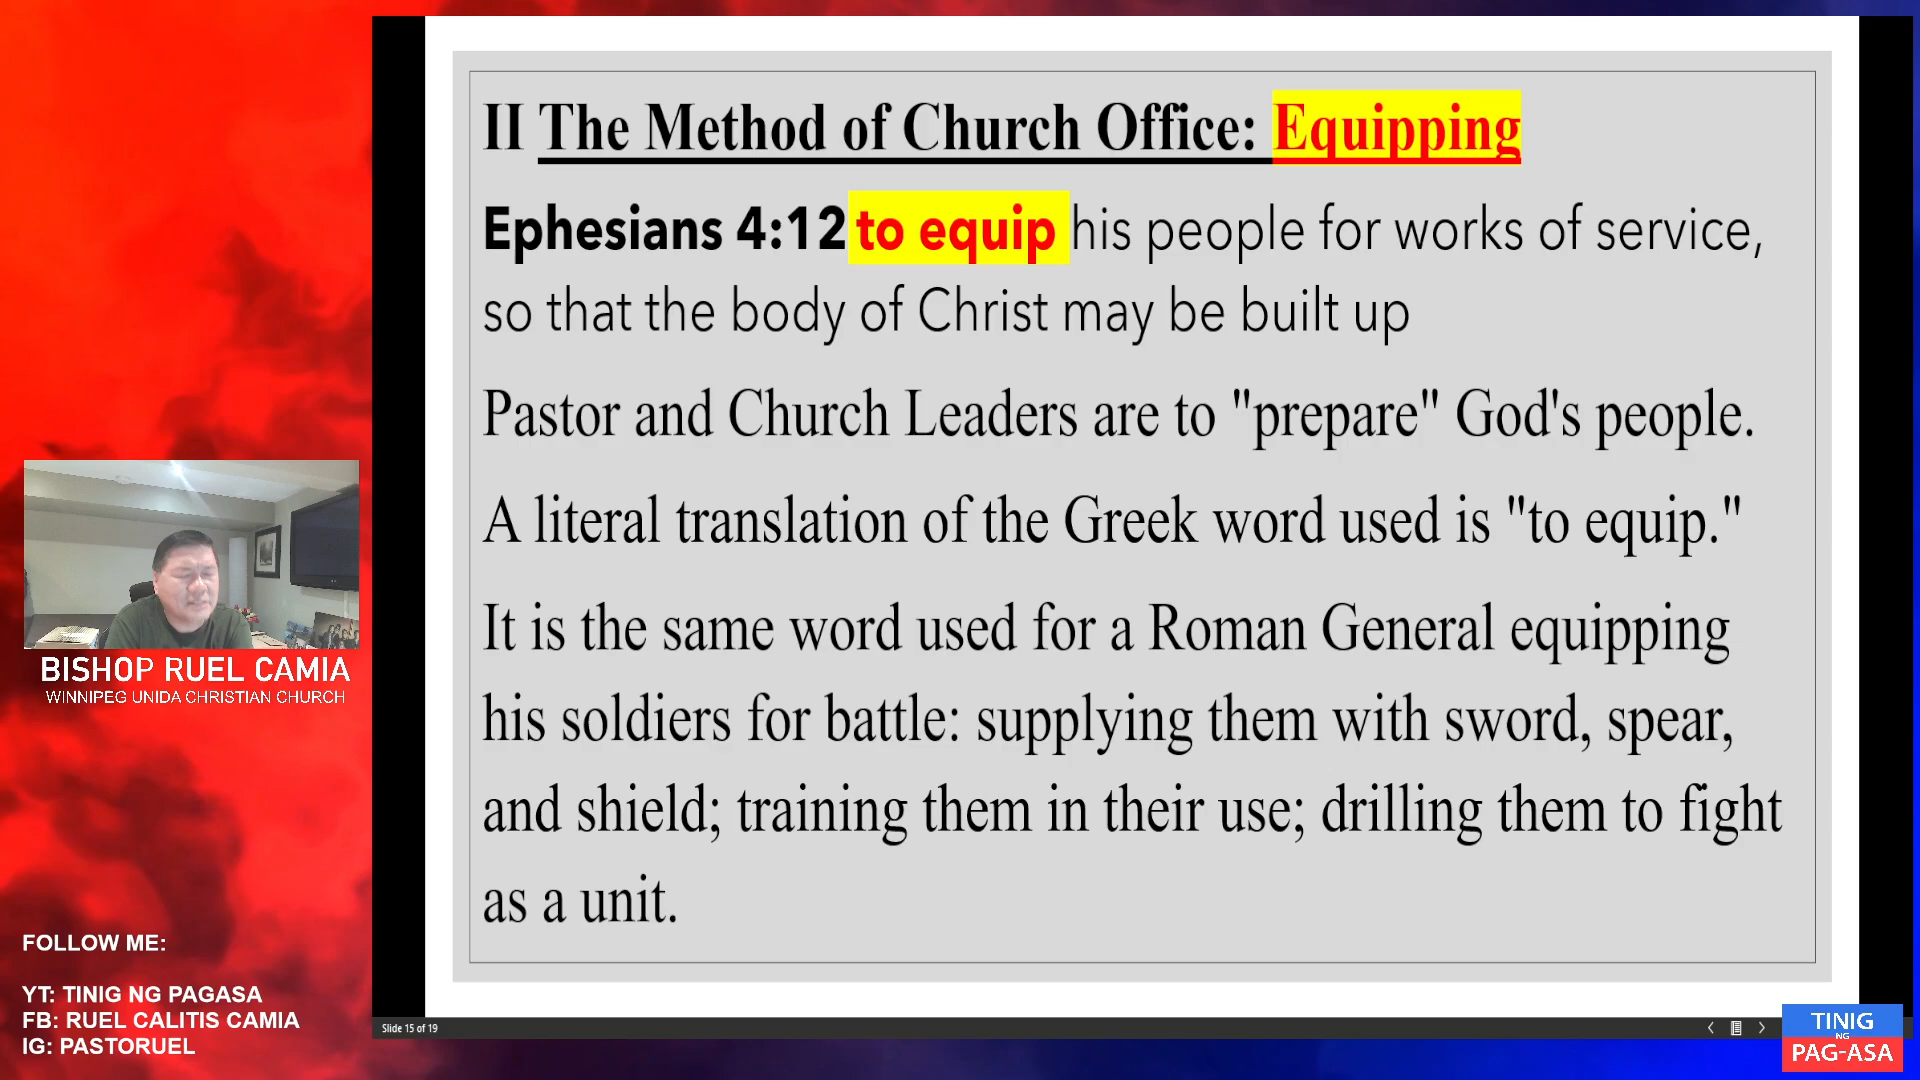 II The Method of Church Office: Equipping
Ephesians 4:12 to equip his people for works of service,
so that the body of Christ may be built up
Pastor and Church Leaders are to "prepare" God's people.
A literal translation of the Greek word used is "to equip."
It is the same word used for a Roman General equipping
his soldiers for battle: supplying them with sword, spear,
and shield; training them in their use; drilling them to fight
as a unit.
BISHOP RUEL CAMIA
WINNIPEG UNIDA CHRISTIAN CHURCH
FOLLOW ME:
YT: TINIG NG PAGASA
FB: RUEL CALITIS CAMIA
IG: PASTORUEL
Slide 15 of 19
TINIG
NG
PAG-ASA